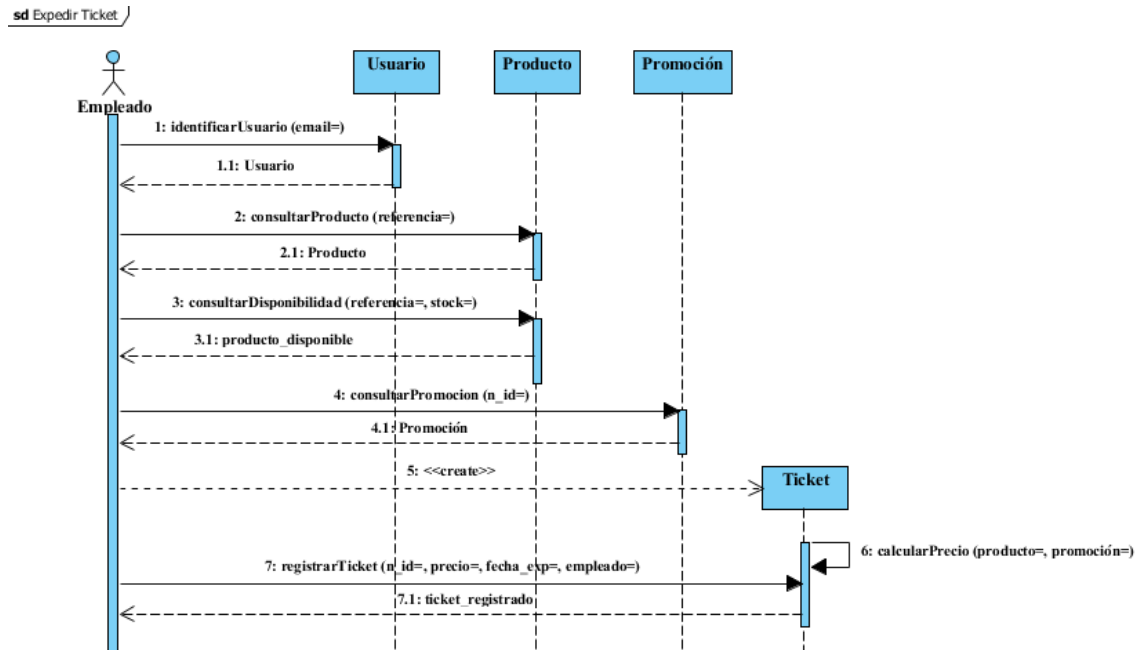 sd Expedir Ticket
Usuario
Producto
Promoción
Empleado
1: identificarUsuario (email=)
1.1: Usuario
2: consultarProducto (referencia=)
2.1: Producto
3: consultarDisponibilidad (referencia=, stock=)
3.1: producto_disponible
4: consultarPromocion (n_id=)
4.1: Promoción
5: <<create>>
Ticket
6: calcularPrecio (producto=, promoción=)
7: registrarTicket (n_id=, precio=, fecha_exp=, empleado=)
7.1: ticket_registrado